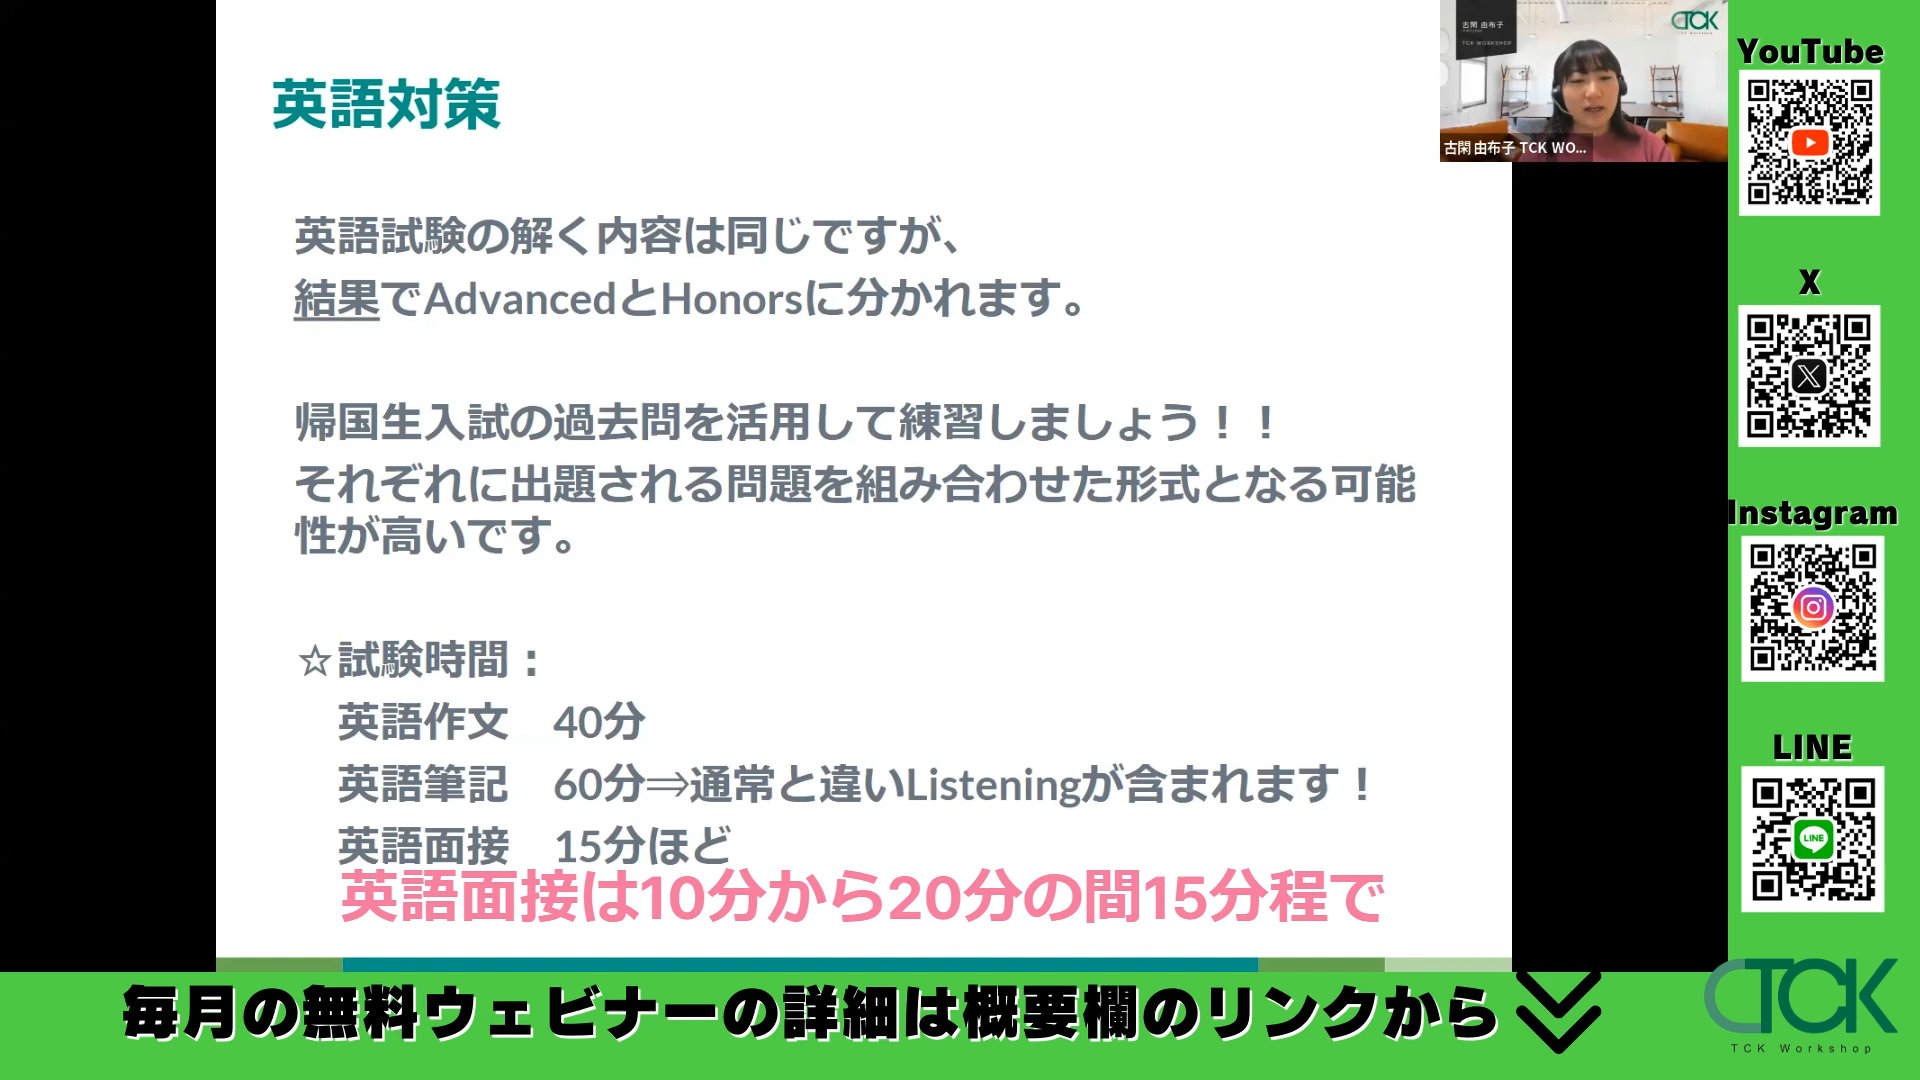 英語対策
英語試験の解く内容は同じですが、
結果でAdvancedとHonorsに分かれます。
帰国生入試の過去問を活用して練習しましょう！！
それぞれに出題される問題を組み合わせた形式となる可能
性が高いです。
☆試験時間：
英語作文　40分
英語筆記　60分⇒通常と違いListeningが含まれます！
英語面接　15分ほど
英語面接は10分から20分の間15分程で
古閑 由布子
TCK WORKSHOP
TCK
古閑 由布子 TCK WO...
YouTube
X
Instagram
LINE
LINE
毎月の無料ウェビナーの詳細は概要欄のリンクから
TCK
TCK Workshop